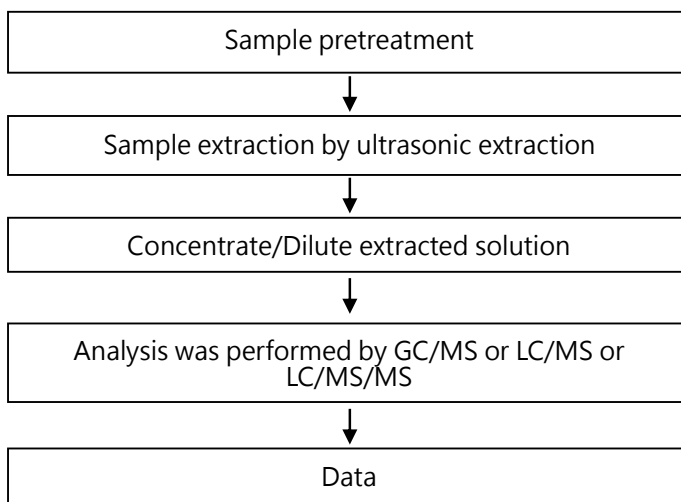 Sample pretreatment
Sample extraction by ultrasonic extraction
Concentrate/Dilute extracted solution
Analysis was performed by GC/MS or LC/MS or
LC/MS/MS
Data